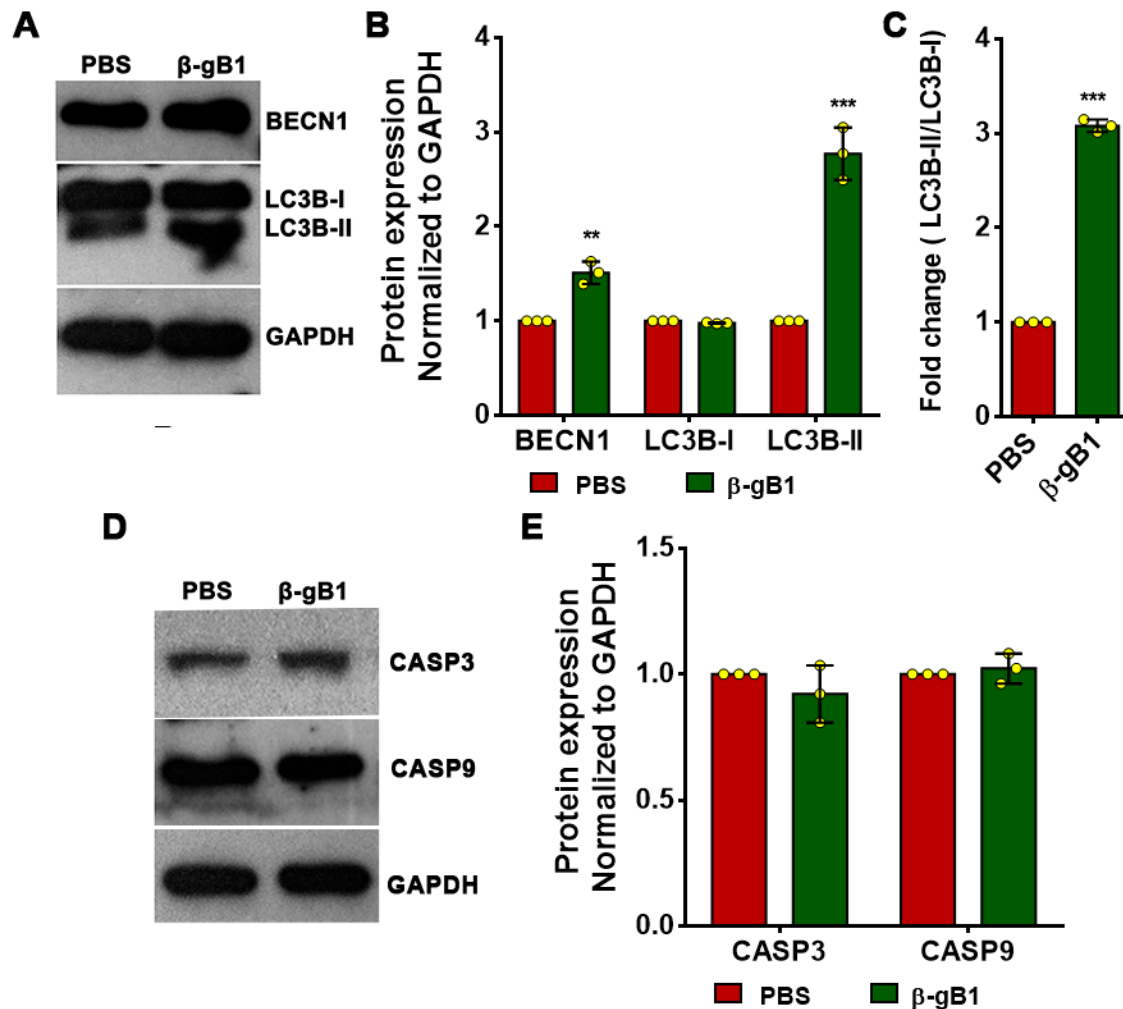 A
PBS β-gB1
BECN1
LC3B-I
LC3B-II
GAPDH
B
Protein expression
Normalized to GAPDH
4
3
2
1
0
**
***
BECN1 LC3B-I LC3B-II
PBS β-gB1
C
Fold change ( LC3B-II/LC3B-I)
4
3
2
1
0
***
PBS
β-gB1
D
PBS β-gB1
CASP3
CASP9
GAPDH
E
Protein expression
Normalized to GAPDH
1.5
1.0
0.5
0.0
CASP3 CASP9
PBS β-gB1